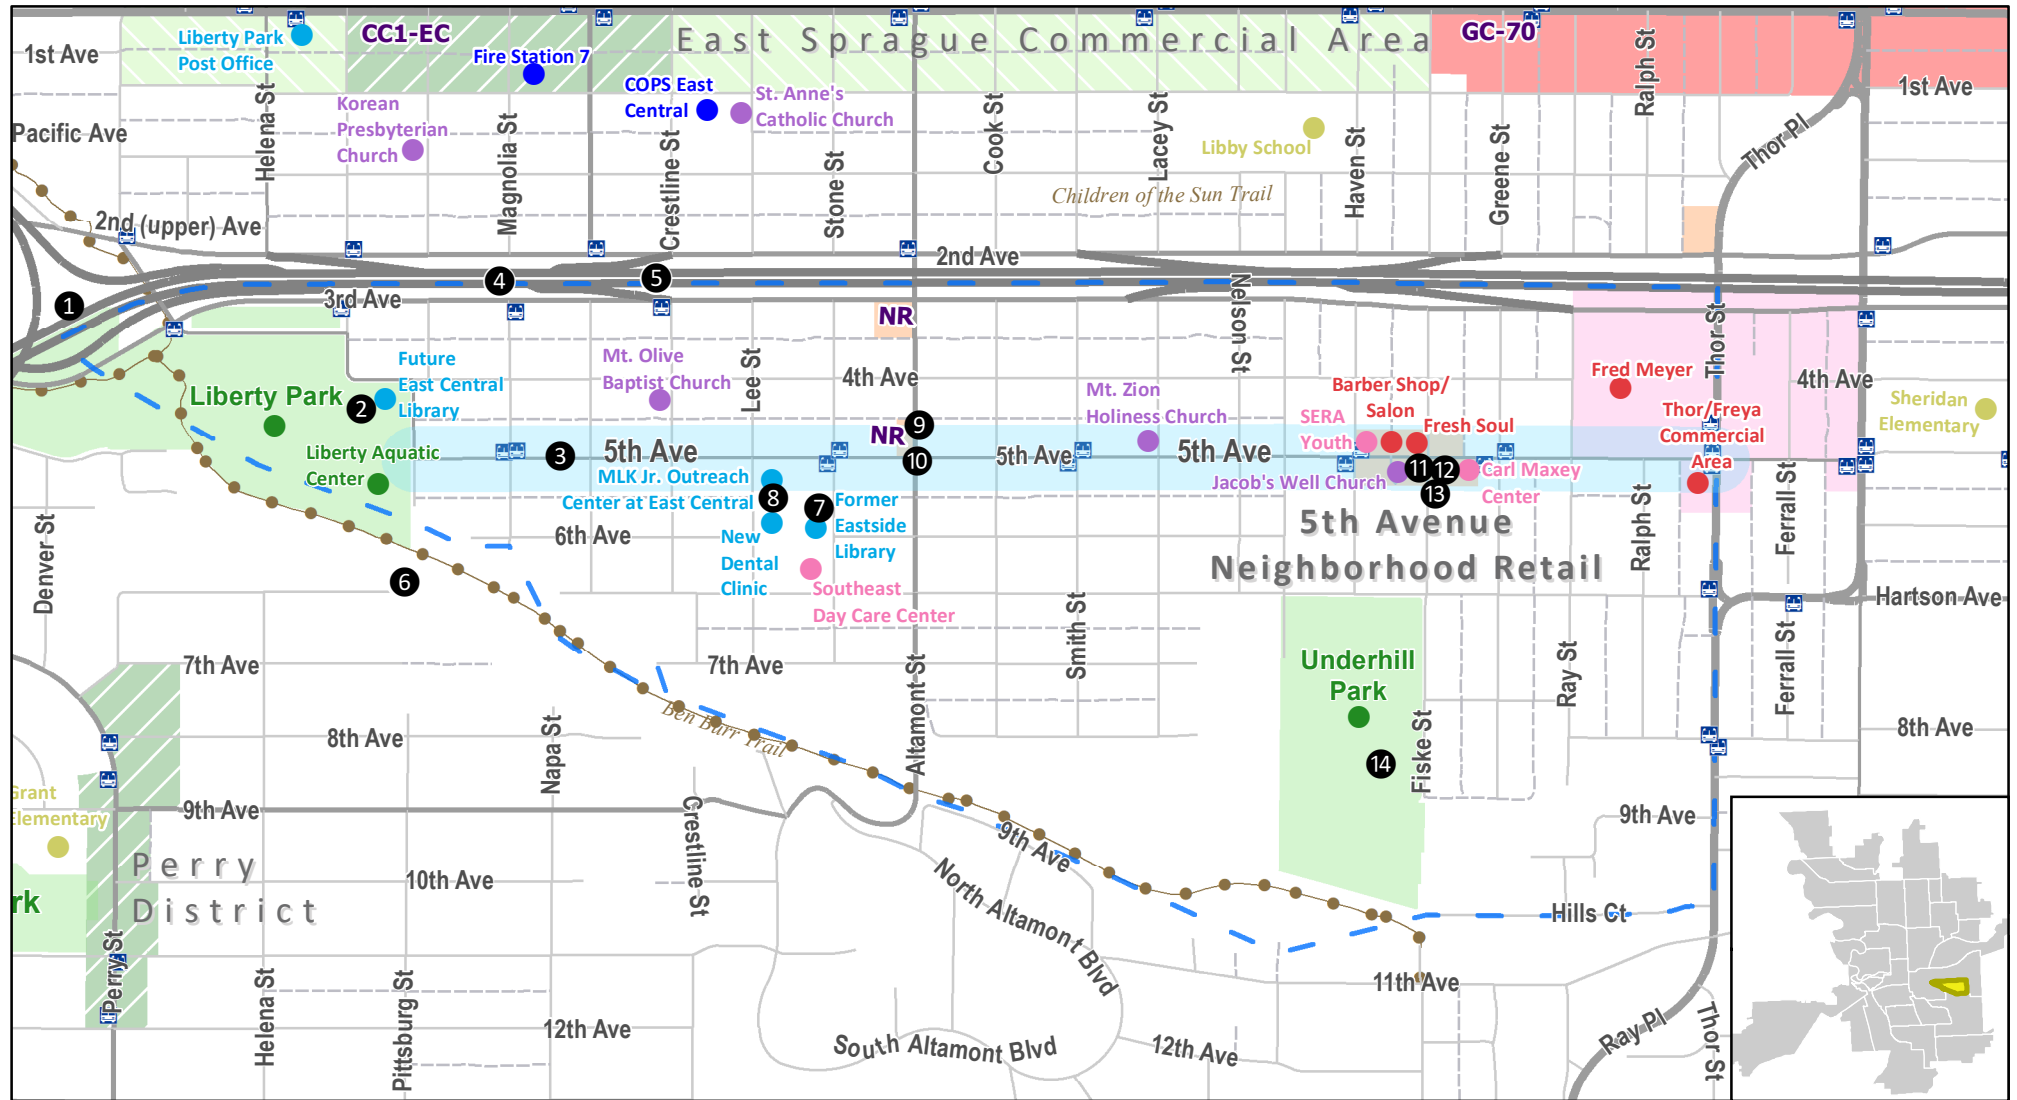 Liberty Park
Post Office
CC1-EC
Fire Station 7
East Sprague Commercial Area
GC-70
1st Ave
COPS East
Central
St. Anne's
Catholic Church
Ralph St
1st Ave
Korean
Presbyterian
Church
Pacific Ave
Helena St
Magnolia St
Crestline St
Stone St
Cook St
Lacey St
Libby School
Haven St
Greene St
Thor Pl
Children of the Sun Trail
2nd (upper) Ave
2nd Ave
4
5
1
3rd Ave
Nelson St
NR
Thor St
Future
East Central
Library
Mt. Olive
Baptist Church
Lee St
4th Ave
Mt. Zion
Holiness Church
Barber Shop/
Salon
Fred Meyer
4th Ave
Liberty Park
2
SERA
Youth
Fresh Soul
Thor/Freya
Commercial
Area
Sheridan
Elementary
9
NR
Liberty Aquatic
Center
3
5th Ave
10
5th Ave
5th Ave
11
12
13
Jacob's Well Church
Carl Maxey
Center
MLK Jr. Outreach
Center at East Central
8
7
Former
Eastside
Library
5th Avenue
Neighborhood Retail
Ralph St
Ferrall St
Denver St
6th Ave
New
Dental
Clinic
6
Southeast
Day Care Center
Hartson Ave
Smith St
Underhill
Park
Ray St
Ferrall St
7th Ave
7th Ave
Altamont St
Ben Burr Trail
8th Ave
Napa St
Fiske St
14
8th Ave
Grant
Elementary
9th Ave
Crestline St
9th Ave
9th Ave
Perry
District
10th Ave
rk
North Altamont Blvd
Hills Ct
Perry St
Helena St
Pittsburg St
11th Ave
12th Ave
South Altamont Blvd
12th Ave
Ray Pl
Thor St